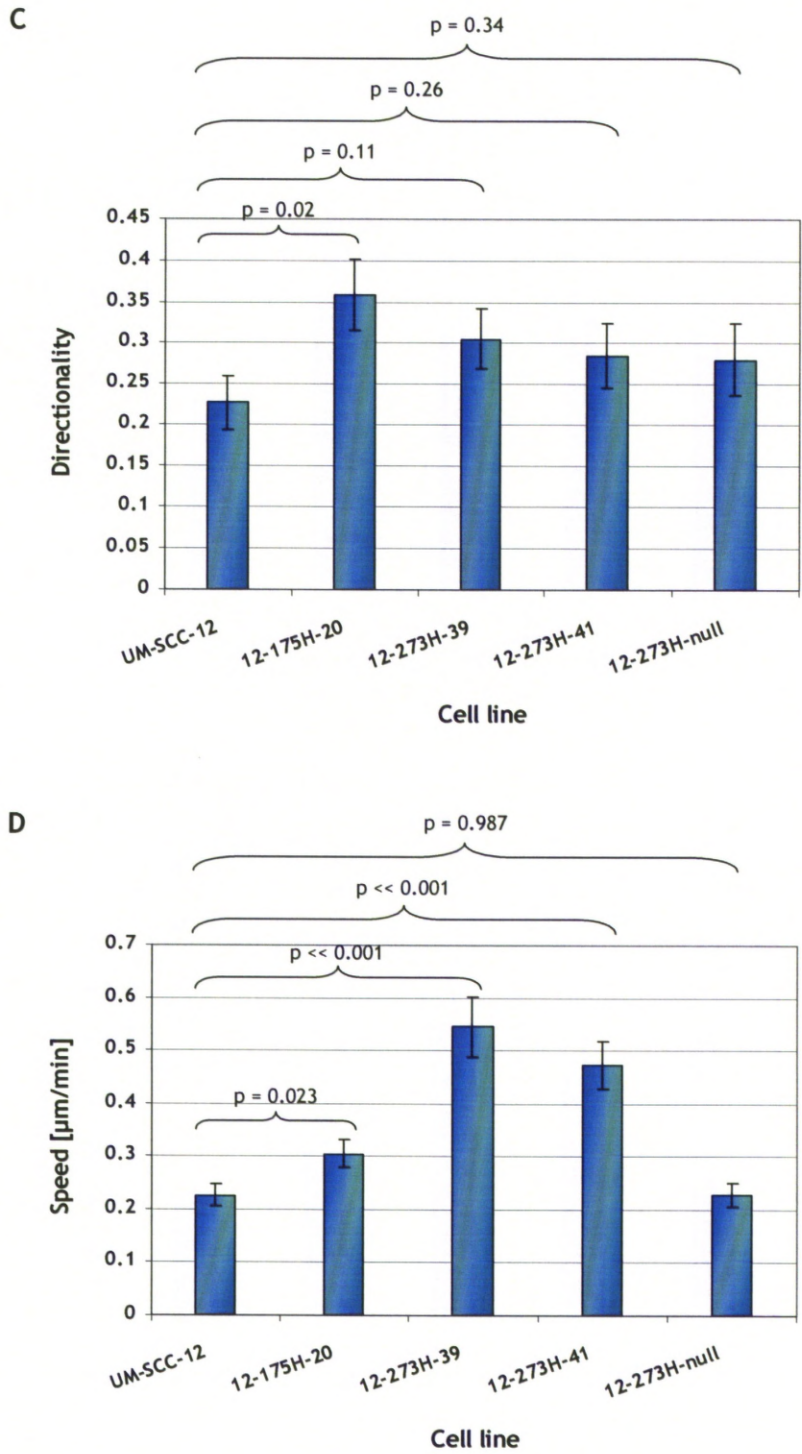 C
p = 0.34
p = 0.26
p = 0.11
p = 0.02
0.45
0.4
0.35
0.3
0.25
0.2
0.15
0.1
0.05
0
Directionality
UM-SCC-12
12-175H-20
12-273H-39
12-273H-41
12-273H-null
Cell line
D
p = 0.987
p << 0.001
p << 0.001
p = 0.023
0.7
0.6
0.5
0.4
0.3
0.2
0.1
0
Speed [µm/min]
UM-SCC-12
12-175H-20
12-273H-39
12-273H-41
12-273H-null
Cell line